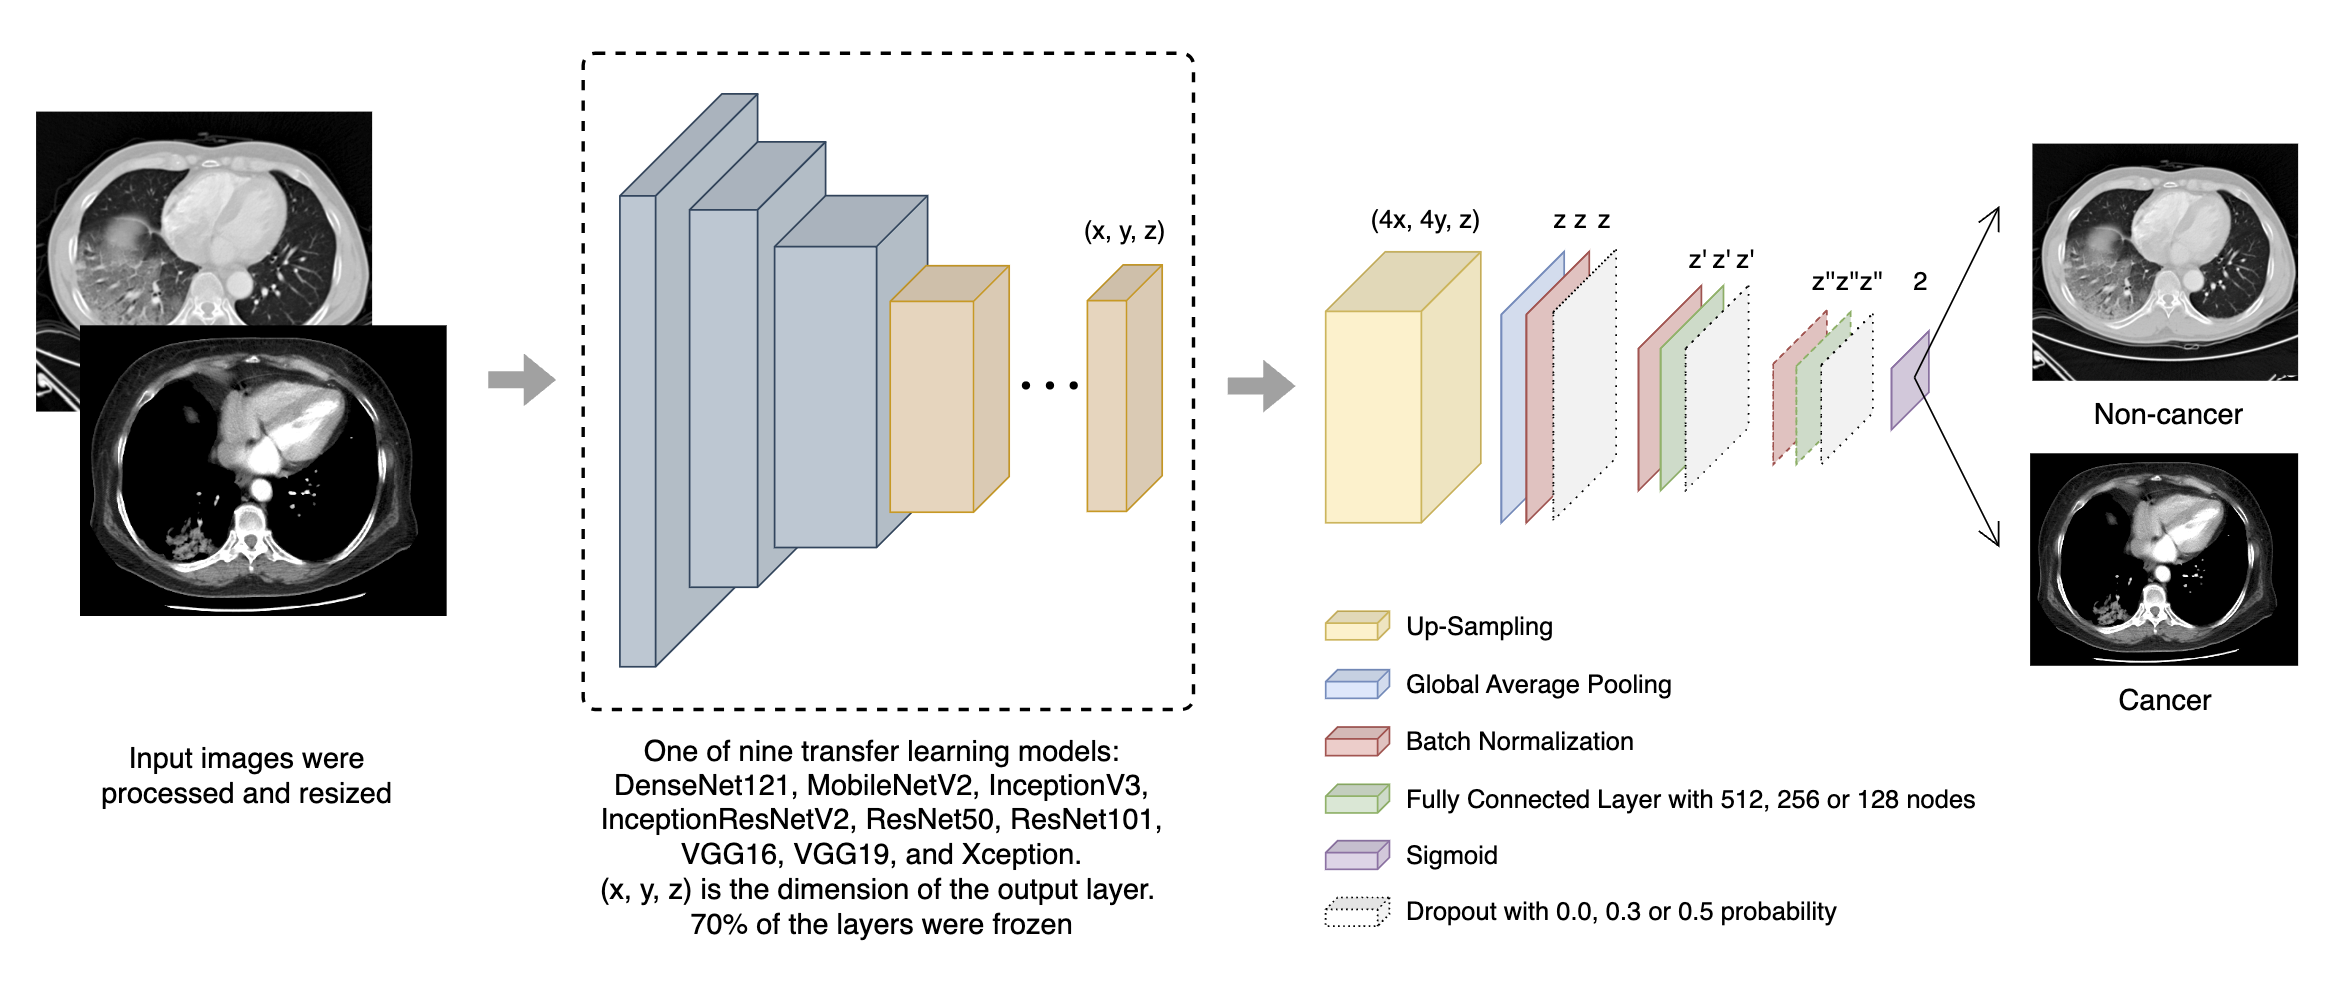 Input images were
processed and resized
(x, y, z)
One of nine transfer learning models:
DenseNet121, MobileNetV2, InceptionV3,
InceptionResNetV2, ResNet50, ResNet101,
VGG16, VGG19, and Xception.
(x, y, z) is the dimension of the output layer.
70% of the layers were frozen
(4x, 4y, z)
z z z
z' z' z'
z"z"z"
2
Up-Sampling
Global Average Pooling
Batch Normalization
Fully Connected Layer with 512, 256 or 128 nodes
Sigmoid
Dropout with 0.0, 0.3 or 0.5 probability
Non-cancer
Cancer